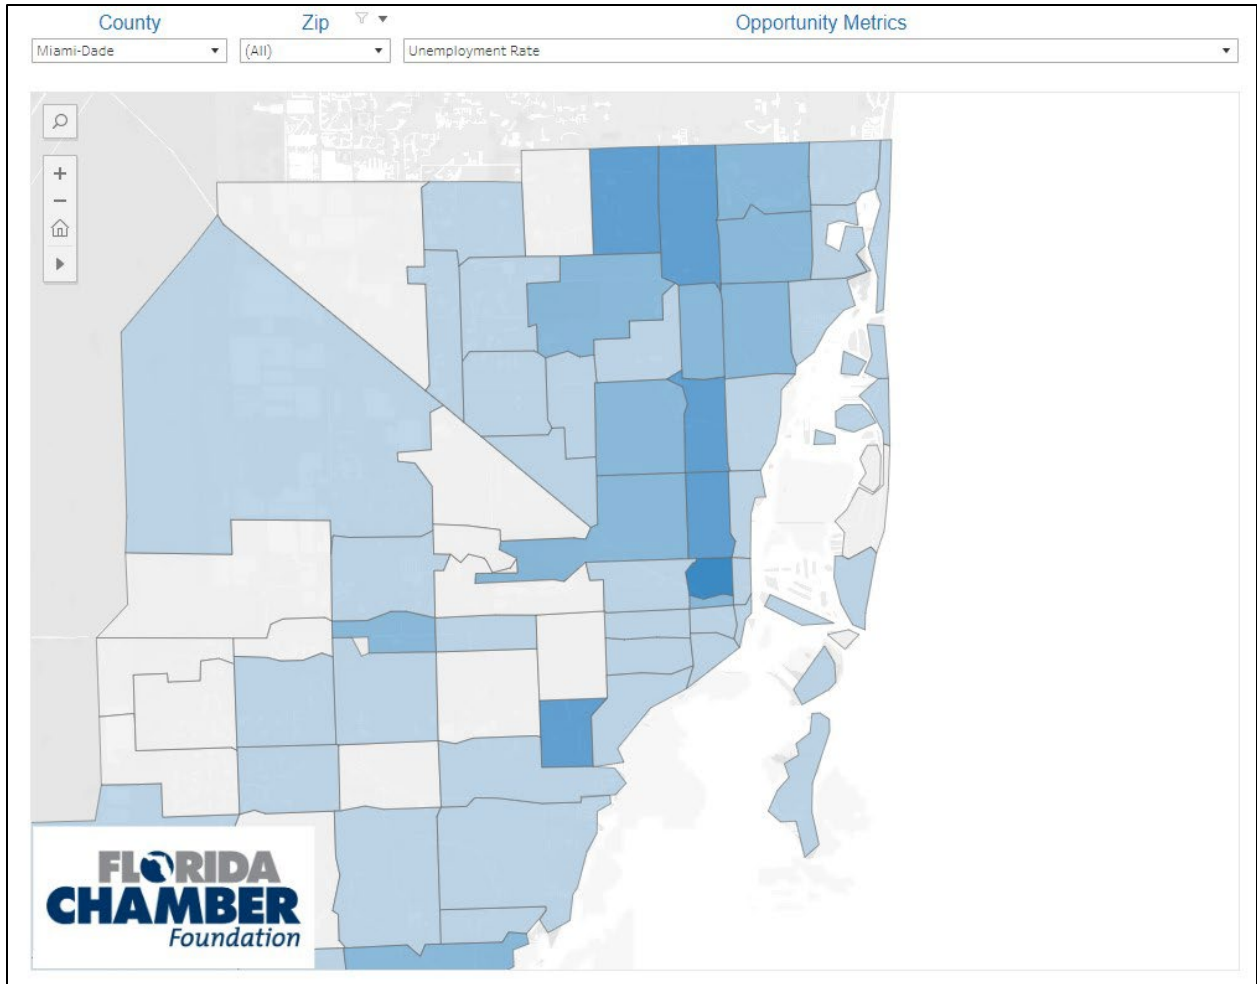 County
Zip
Opportunity Metrics
Miami-Dade
(All)
Unemployment Rate
FLORIDA
CHAMBER
Foundation